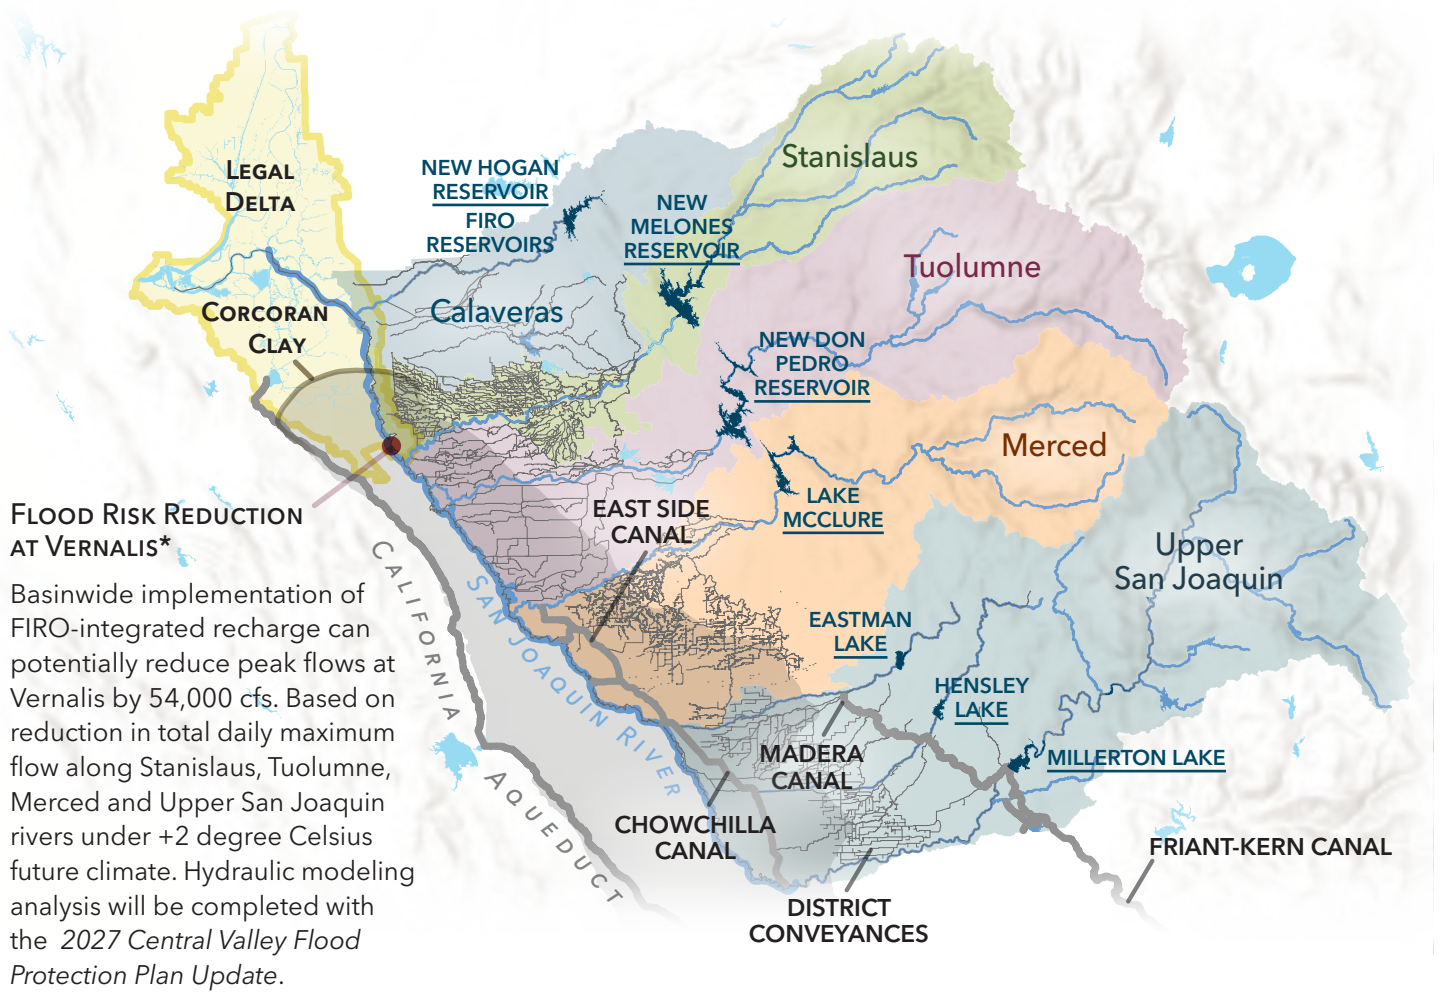 LEGAL
DELTA
NEW HOGAN
RESERVOIR
FIRO
RESERVOIRS
NEW
MELONES
RESERVOIR
Stanislaus
Tuolumne
CORCORAN
CLAY
Calaveras
NEW DON
PEDRO
RESERVOIR
Merced
LAKE
MCCLURE
EAST SIDE
CANAL
Upper
San Joaquin
FLOOD RISK REDUCTION
AT VERNALIS*
Basinwide implementation of
FIRO-integrated recharge can
potentially reduce peak flows at
Vernalis by 54,000 cfs. Based on
reduction in total daily maximum
flow along Stanislaus, Tuolumne,
Merced and Upper San Joaquin
rivers under +2 degree Celsius
future climate. Hydraulic modeling
analysis will be completed with
the 2027 Central Valley Flood
Protection Plan Update.
CALIFORNIA AQUEDUCT
SAN JOAQUIN RIVER
EASTMAN
LAKE
HENSLEY
LAKE
MADERA
CANAL
MILLERTON LAKE
CHOWCHILLA
CANAL
FRIANT-KERN CANAL
DISTRICT
CONVEYANCES